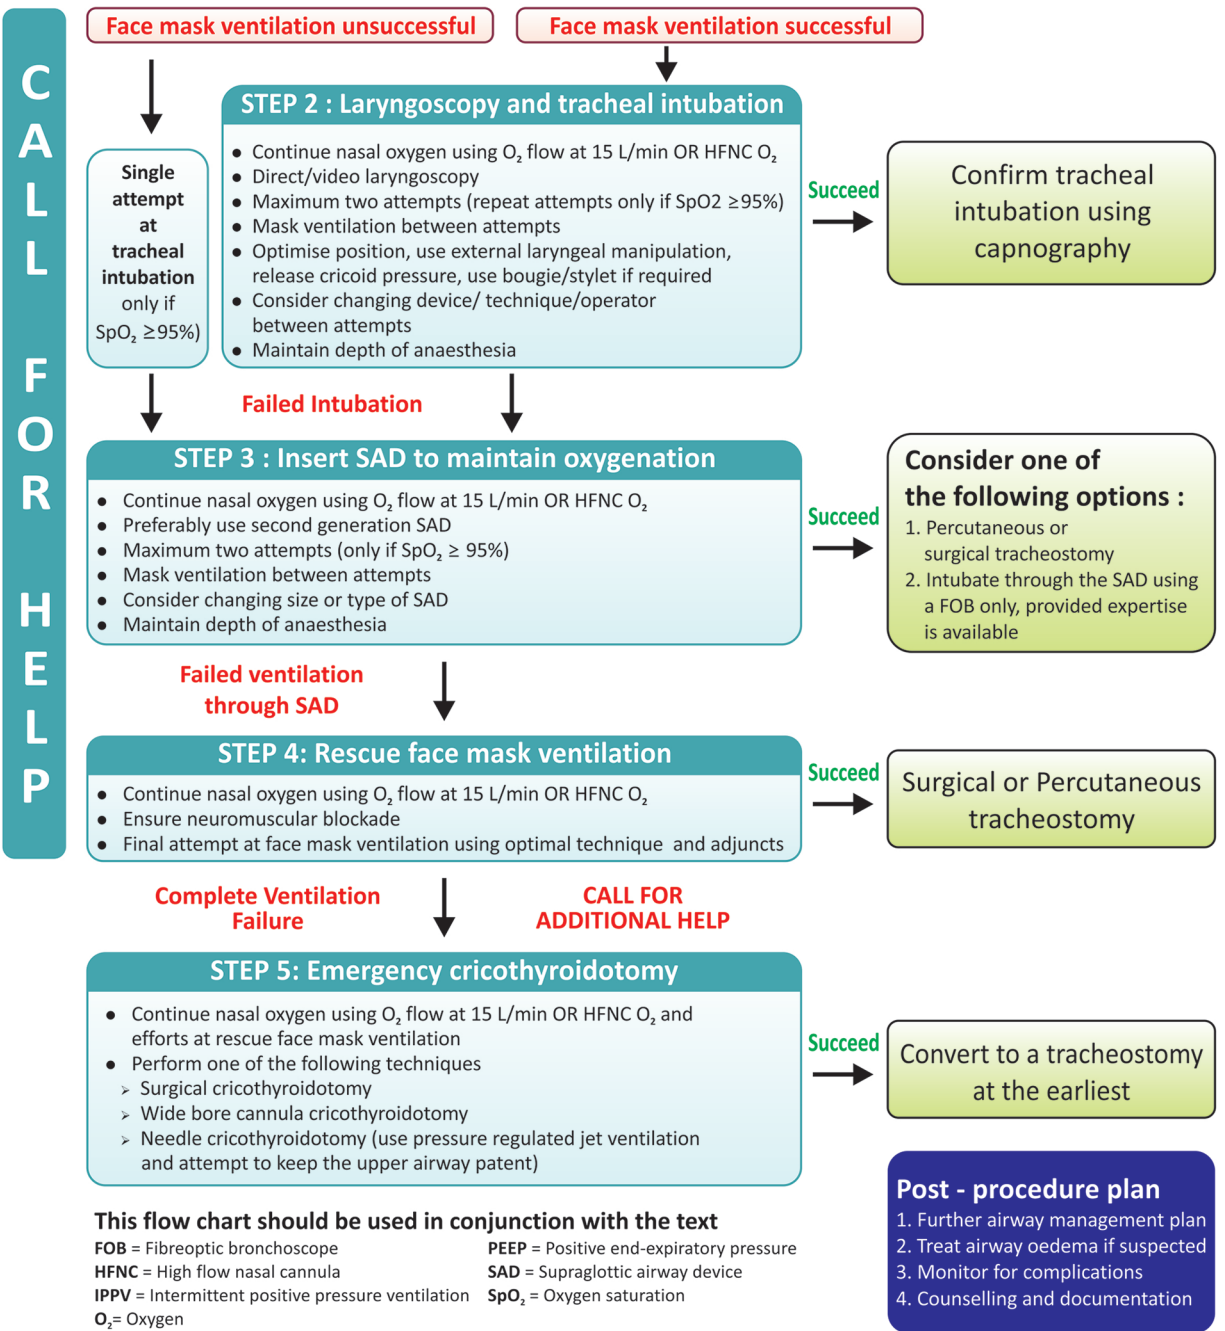 CALL FOR HELP
Face mask ventilation unsuccessful
Face mask ventilation successful
Single
attempt
at
tracheal
intubation
only if
SpO₂ ≥95%)
STEP 2 : Laryngoscopy and tracheal intubation
● Continue nasal oxygen using O₂ flow at 15 L/min OR HFNC O₂
● Direct/video laryngoscopy
● Maximum two attempts (repeat attempts only if SpO2 ≥95%)
● Mask ventilation between attempts
● Optimise position, use external laryngeal manipulation,
release cricoid pressure, use bougie/stylet if required
● Consider changing device/ technique/operator
between attempts
● Maintain depth of anaesthesia
Succeed
Confirm tracheal
intubation using
capnography
Failed Intubation
STEP 3 : Insert SAD to maintain oxygenation
● Continue nasal oxygen using O₂ flow at 15 L/min OR HFNC O₂
● Preferably use second generation SAD
● Maximum two attempts (only if SpO₂ ≥ 95%)
● Mask ventilation between attempts
● Consider changing size or type of SAD
● Maintain depth of anaesthesia
Succeed
Consider one of
the following options :
1. Percutaneous or
surgical tracheostomy
2. Intubate through the SAD using
a FOB only, provided expertise
is available
Failed ventilation
through SAD
STEP 4: Rescue face mask ventilation
● Continue nasal oxygen using O₂ flow at 15 L/min OR HFNC O₂
● Ensure neuromuscular blockade
● Final attempt at face mask ventilation using optimal technique and adjuncts
Succeed
Surgical or Percutaneous
tracheostomy
Complete Ventilation
Failure
CALL FOR
ADDITIONAL HELP
STEP 5: Emergency cricothyroidotomy
● Continue nasal oxygen using O₂ flow at 15 L/min OR HFNC O₂ and
efforts at rescue face mask ventilation
● Perform one of the following techniques
➢ Surgical cricothyroidotomy
➢ Wide bore cannula cricothyroidotomy
➢ Needle cricothyroidotomy (use pressure regulated jet ventilation
and attempt to keep the upper airway patent)
Succeed
Convert to a tracheostomy
at the earliest
Post - procedure plan
1. Further airway management plan
2. Treat airway oedema if suspected
3. Monitor for complications
4. Counselling and documentation
This flow chart should be used in conjunction with the text
FOB = Fibreoptic bronchoscope
HFNC = High flow nasal cannula
IPPV = Intermittent positive pressure ventilation
O₂= Oxygen
PEEP = Positive end-expiratory pressure
SAD = Supraglottic airway device
SpO₂ = Oxygen saturation